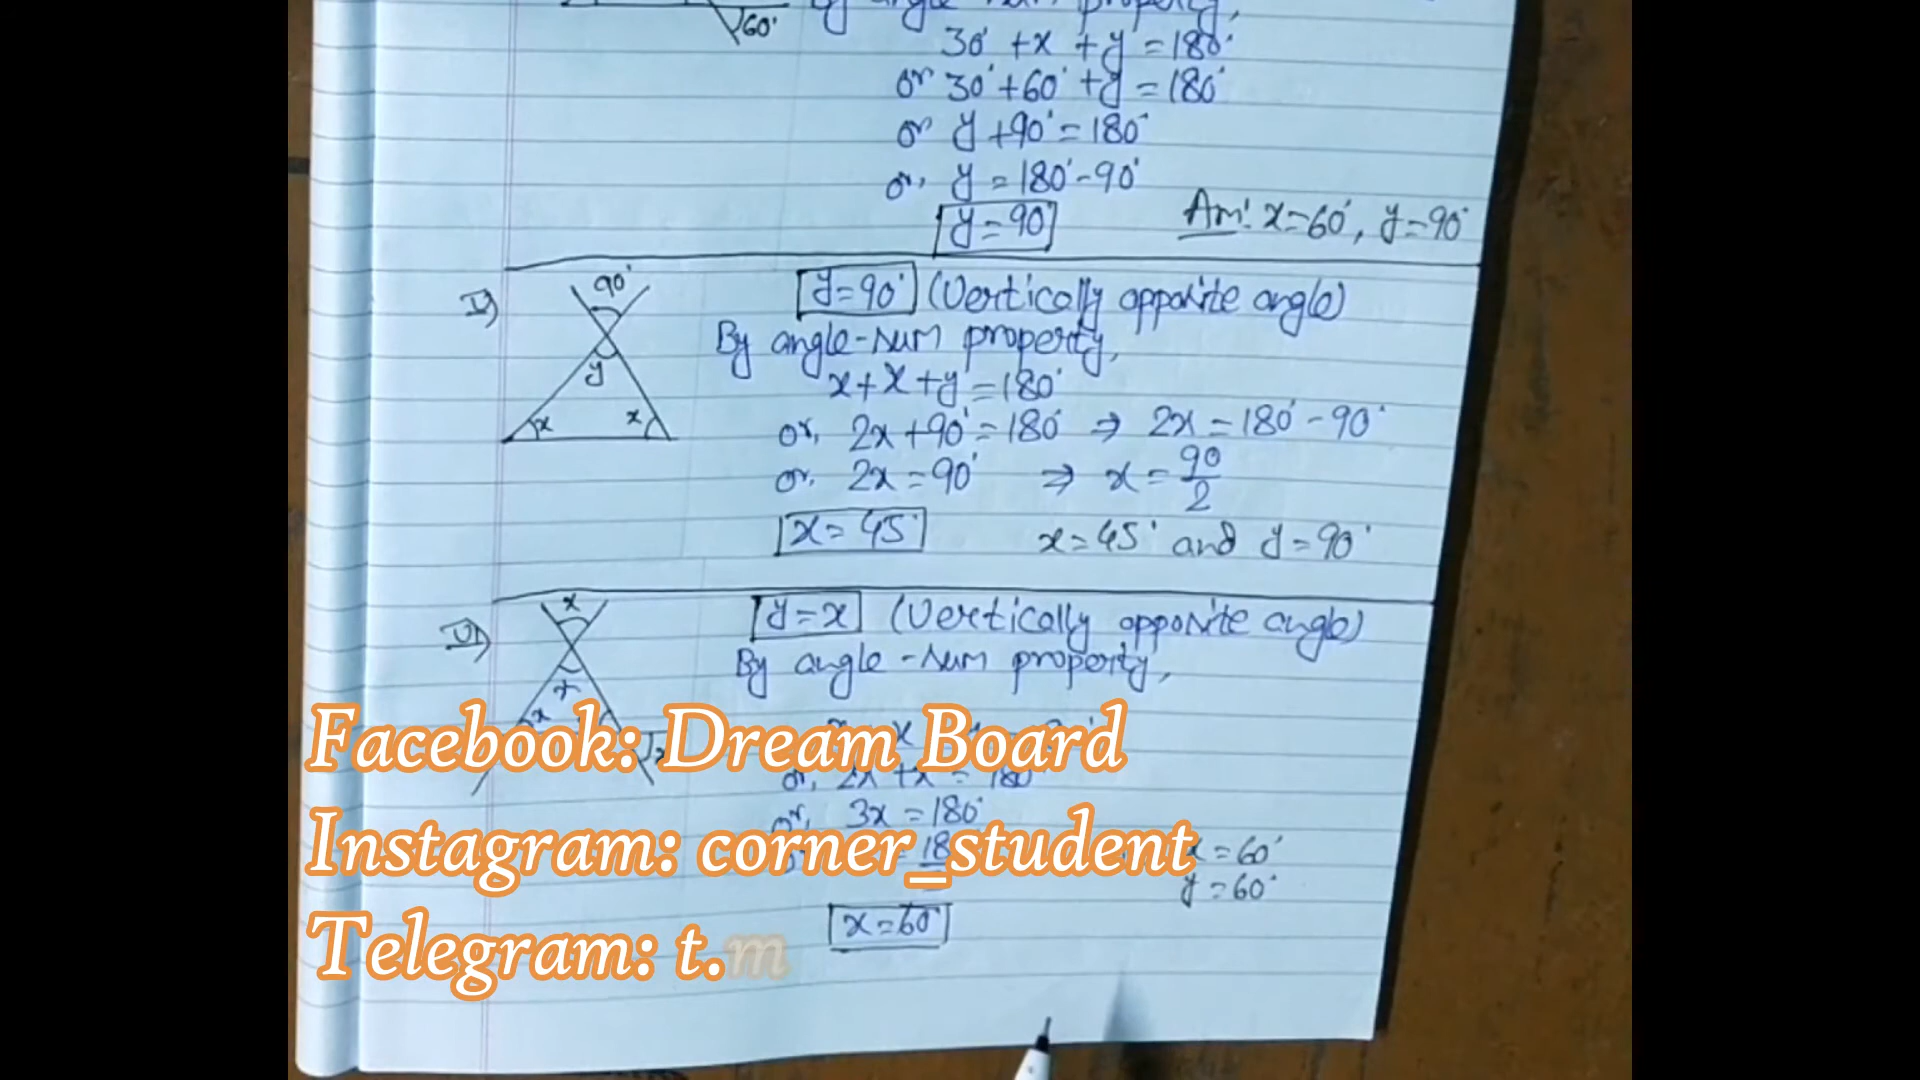 60°
By angle sum property,
30° + x + y = 180°
or 30° + 60° + y = 180°
or y + 90° = 180°
or, y = 180° - 90°
y = 90°
Ans: x = 60°, y = 90°
V)
90°
y
x
x
y = 90° (Vertically opposite angle)
By angle-sum property,
x + x + y = 180°
or, 2x + 90° = 180° ⇒ 2x = 180° - 90°
or, 2x = 90° ⇒ x = 90/2
x = 45°
x = 45° and y = 90°
VI)
x
x
x
y = x (Vertically opposite angle)
By angle-sum property,
or, 2x + x = 180°
or, 3x = 180°
18
x = 60°
y = 60°
x = 60°
Facebook: Dream Board
Instagram: corner_student
Telegram: t.m